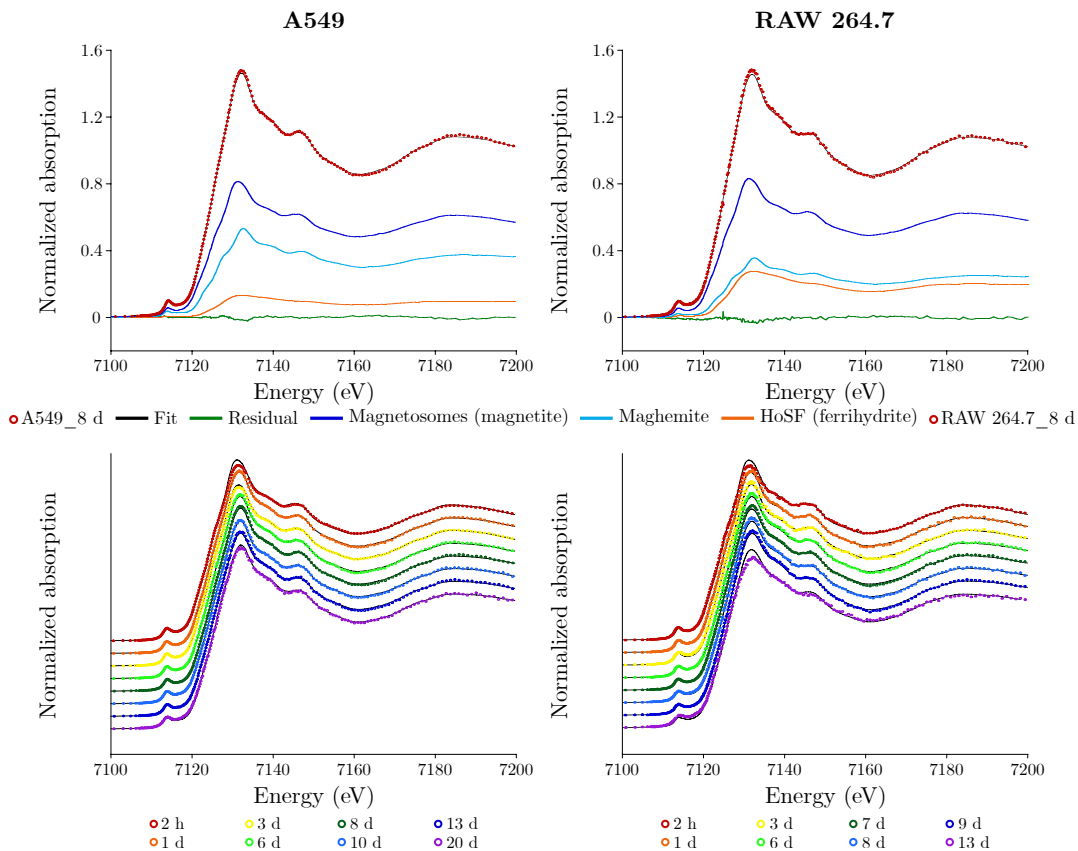 A549
RAW 264.7
1.6
1.2
0.8
0.4
0
Normalized absorption
7100 7120 7140 7160 7180 7200
Energy (eV)
1.6
1.2
0.8
0.4
0
Normalized absorption
7100 7120 7140 7160 7180 7200
Energy (eV)
A549_8 d Fit Residual Magnetosomes (magnetite) Maghemite HoSF (ferrihydrite) RAW 264.7_8 d
Normalized absorption
7100 7120 7140 7160 7180 7200
Energy (eV)
2 h 3 d 8 d 13 d
1 d 6 d 10 d 20 d
Normalized absorption
7100 7120 7140 7160 7180 7200
Energy (eV)
2 h 3 d 7 d 9 d
1 d 6 d 8 d 13 d